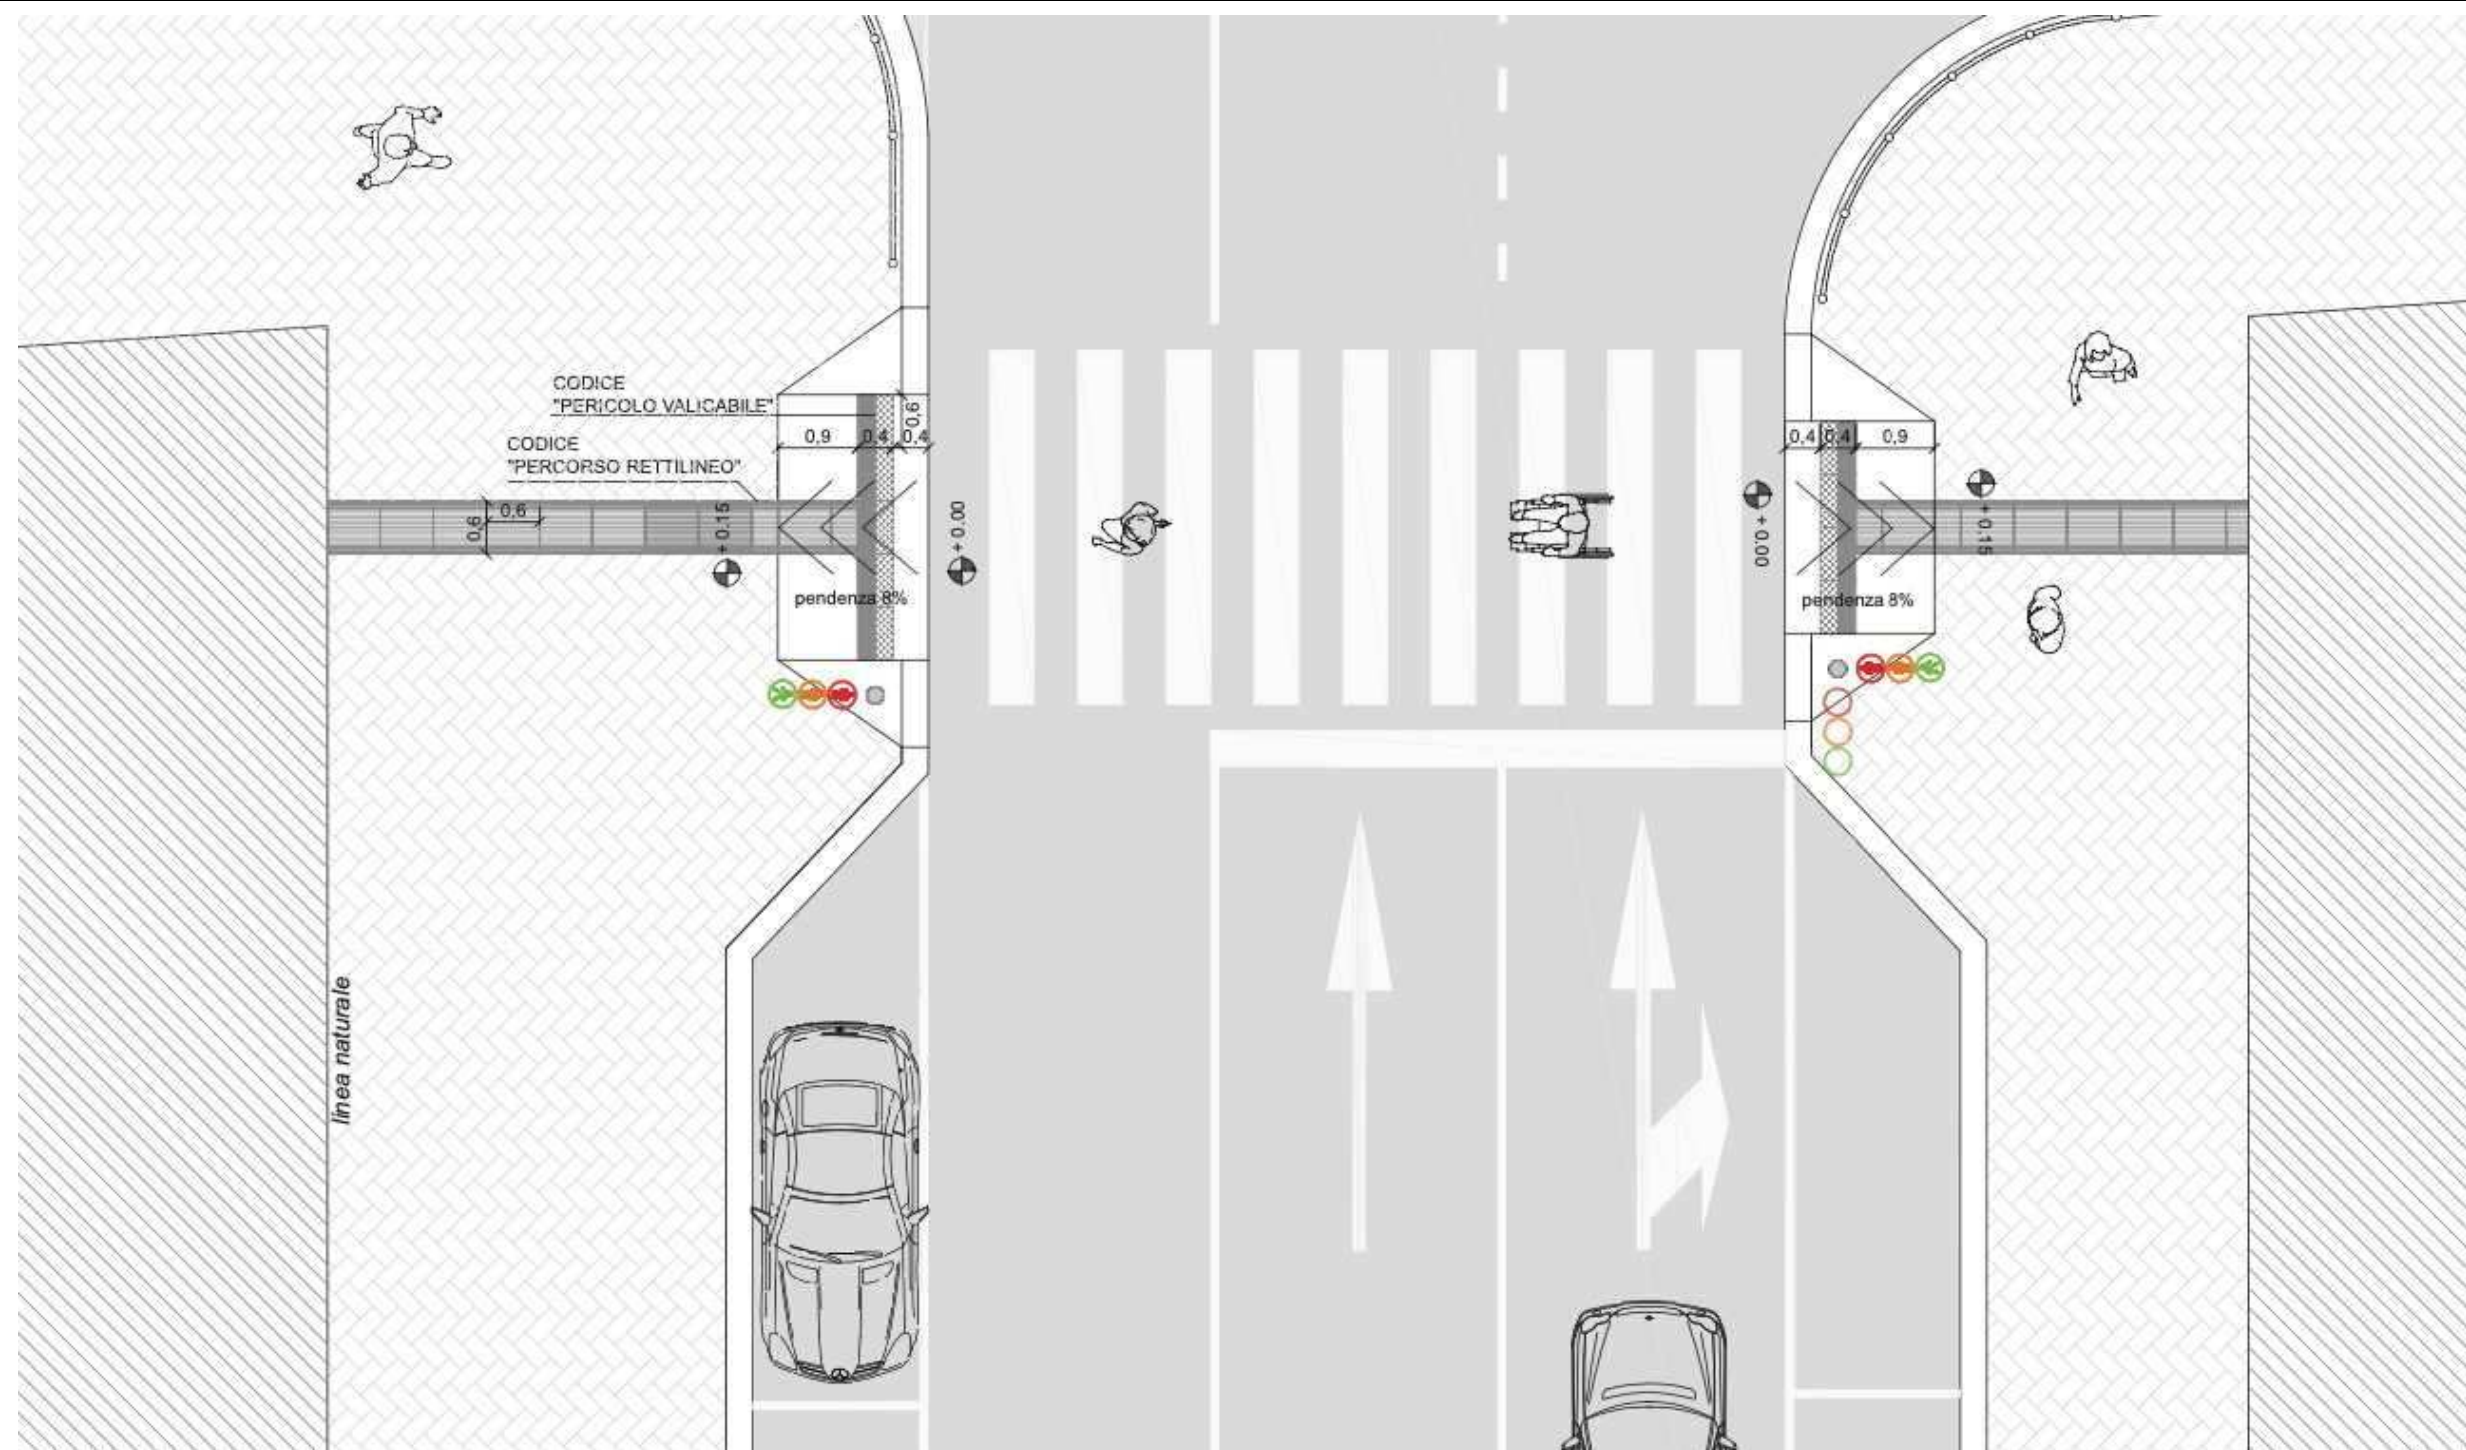 CODICE
"PERICOLO VALICABILE"
0,6
0,9
0,4
0,4
0,4
0,4
0,9
CODICE
"PERCORSO RETTILINEO"
0,6
0,6
+ 0.15
+ 0.00
+ 0.00
+ 0.15
pendenza 8%
pendenza 8%
linea naturale